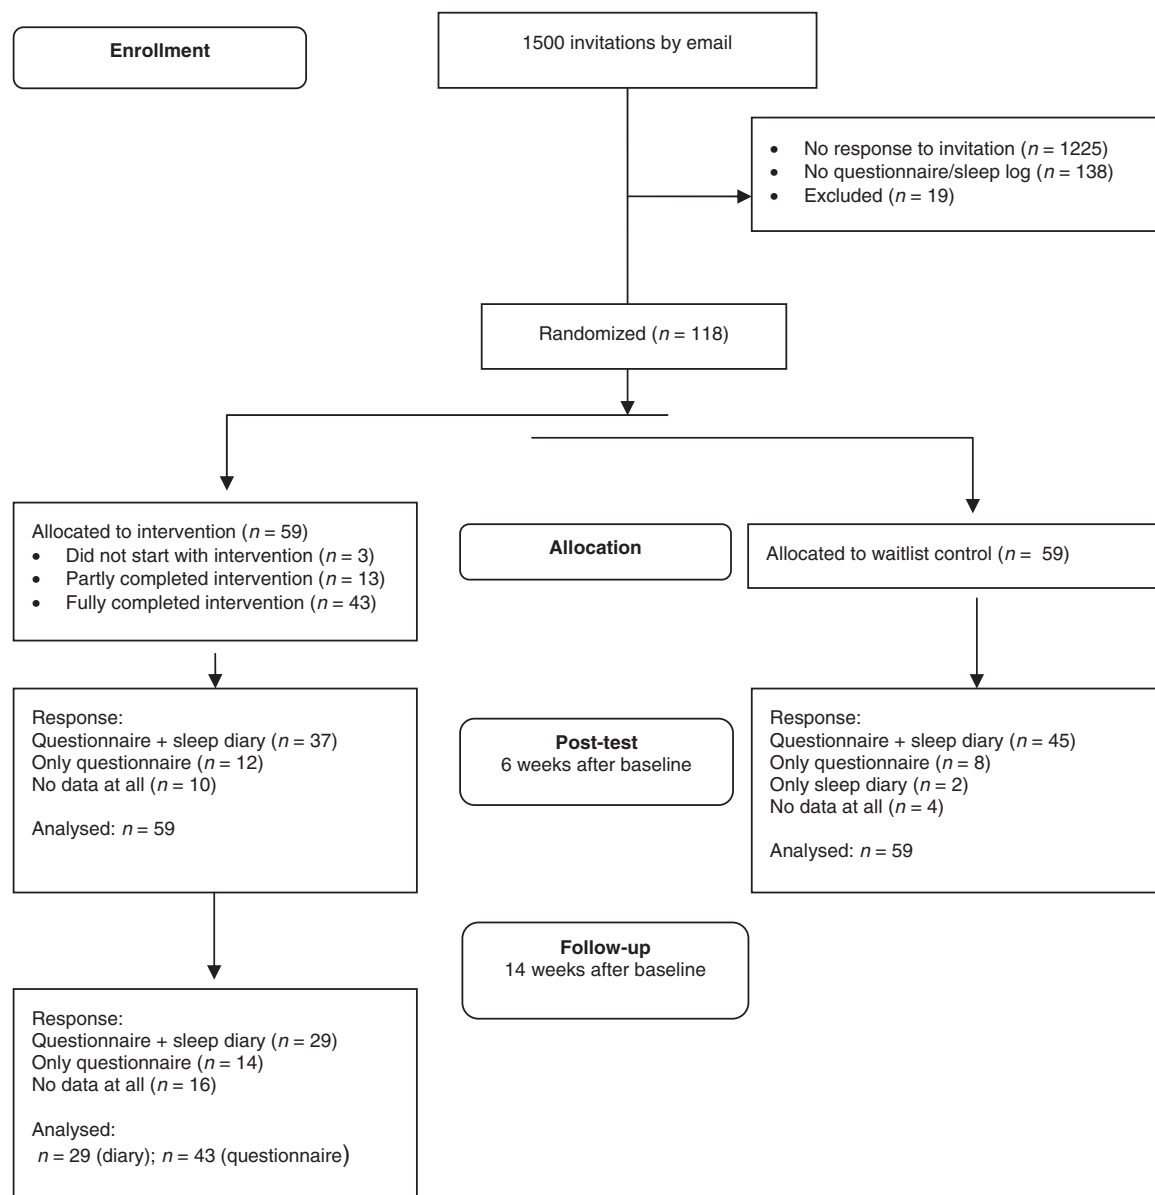 Enrollment
1500 invitations by email
• No response to invitation (n = 1225)
• No questionnaire/sleep log (n = 138)
• Excluded (n = 19)
Randomized (n = 118)
Allocated to intervention (n = 59)
• Did not start with intervention (n = 3)
• Partly completed intervention (n = 13)
• Fully completed intervention (n = 43)
Allocation
Allocated to waitlist control (n = 59)
Response:
Questionnaire + sleep diary (n = 37)
Only questionnaire (n = 12)
No data at all (n = 10)
Analysed: n = 59
Post-test
6 weeks after baseline
Response:
Questionnaire + sleep diary (n = 45)
Only questionnaire (n = 8)
Only sleep diary (n = 2)
No data at all (n = 4)
Analysed: n = 59
Follow-up
14 weeks after baseline
Response:
Questionnaire + sleep diary (n = 29)
Only questionnaire (n = 14)
No data at all (n = 16)
Analysed:
n = 29 (diary); n = 43 (questionnaire)